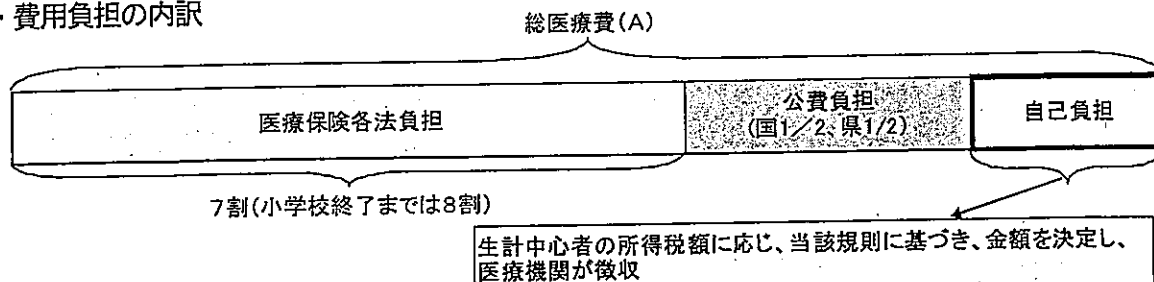 ・費用負担の内訳
総医療費(A)
医療保険各法負担
公費負担
(国1/2、県1/2)
自己負担
7割(小学校終了までは8割)
生計中心者の所得税額に応じ、当該規則に基づき、金額を決定し、
医療機関が徴収